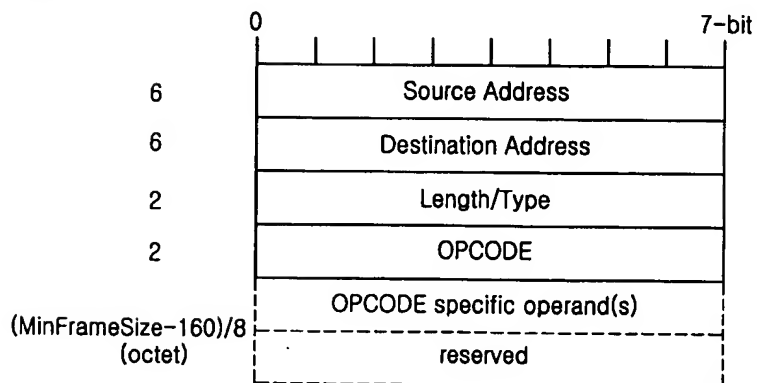 0 7-bit
6 Source Address
6 Destination Address
2 Length/Type
2 OPCODE
OPCODE specific operand(s)
(MinFrameSize-160)/8
(octet) reserved